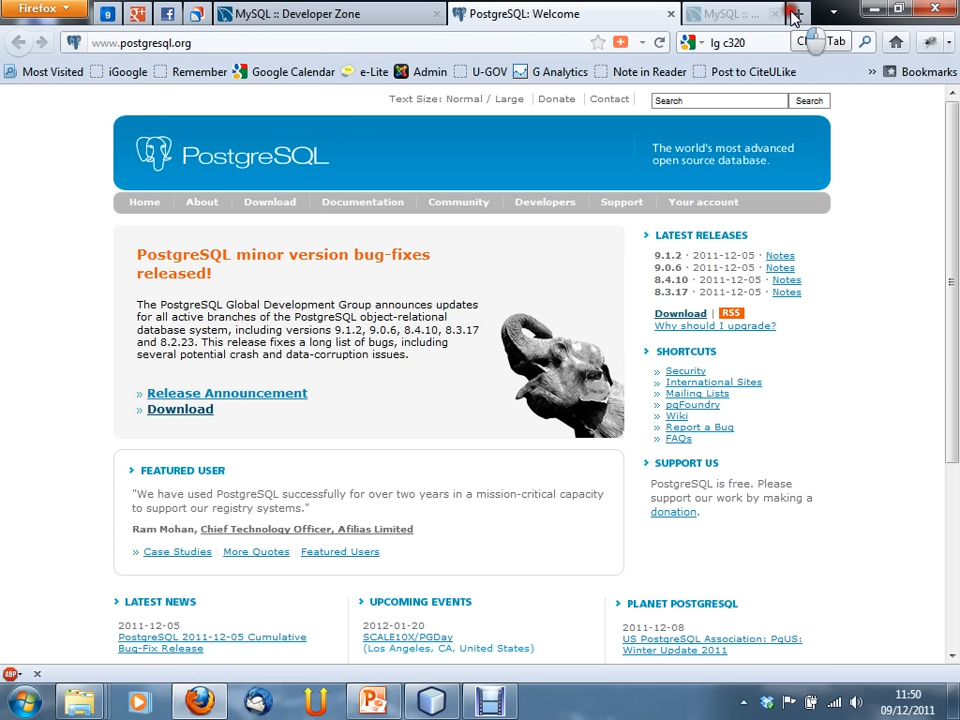 Firefox
9
MySQL :: Developer Zone
PostgreSQL: Welcome
MySQL :: ...
www.postgresql.org
lg c320
Tab
Most Visited
iGoogle
Remember
Google Calendar
e-Lite
Admin
U-GOV
G Analytics
Note in Reader
Post to CiteULike
»
Bookmarks
Text Size: Normal / Large
Donate
Contact
Search
Search
PostgreSQL
The world's most advanced
open source database.
Home
About
Download
Documentation
Community
Developers
Support
Your account
PostgreSQL minor version bug-fixes
released!
The PostgreSQL Global Development Group announces updates
for all active branches of the PostgreSQL object-relational
database system, including versions 9.1.2, 9.0.6, 8.4.10, 8.3.17
and 8.2.23. This release fixes a long list of bugs, including
several potential crash and data-corruption issues.
» Release Announcement
» Download
LATEST RELEASES
9.1.2 · 2011-12-05 · Notes
9.0.6 · 2011-12-05 · Notes
8.4.10 · 2011-12-05 · Notes
8.3.17 · 2011-12-05 · Notes
Download | RSS
Why should I upgrade?
SHORTCUTS
» Security
» International Sites
» Mailing Lists
» pgFoundry
» Wiki
» Report a Bug
» FAQs
SUPPORT US
PostgreSQL is free. Please
support our work by making a
donation.
FEATURED USER
"We have used PostgreSQL successfully for over two years in a mission-critical capacity
to support our registry systems."
Ram Mohan, Chief Technology Officer, Afilias Limited
» Case Studies
More Quotes
Featured Users
LATEST NEWS
2011-12-05
PostgreSQL 2011-12-05 Cumulative
Bug-Fix Release
UPCOMING EVENTS
2012-01-20
SCALE10X/PGDay
(Los Angeles, CA, United States)
PLANET POSTGRESQL
2011-12-08
US PostgreSQL Association: PgUS:
Winter Update 2011
ABP
11:50
09/12/2011